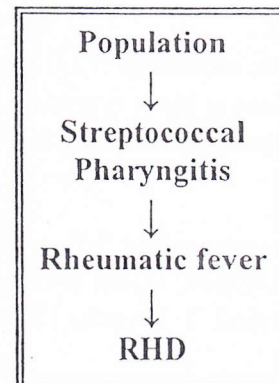 Population
↓
Streptococcal
Pharyngitis
↓
Rheumatic fever
↓
RHD